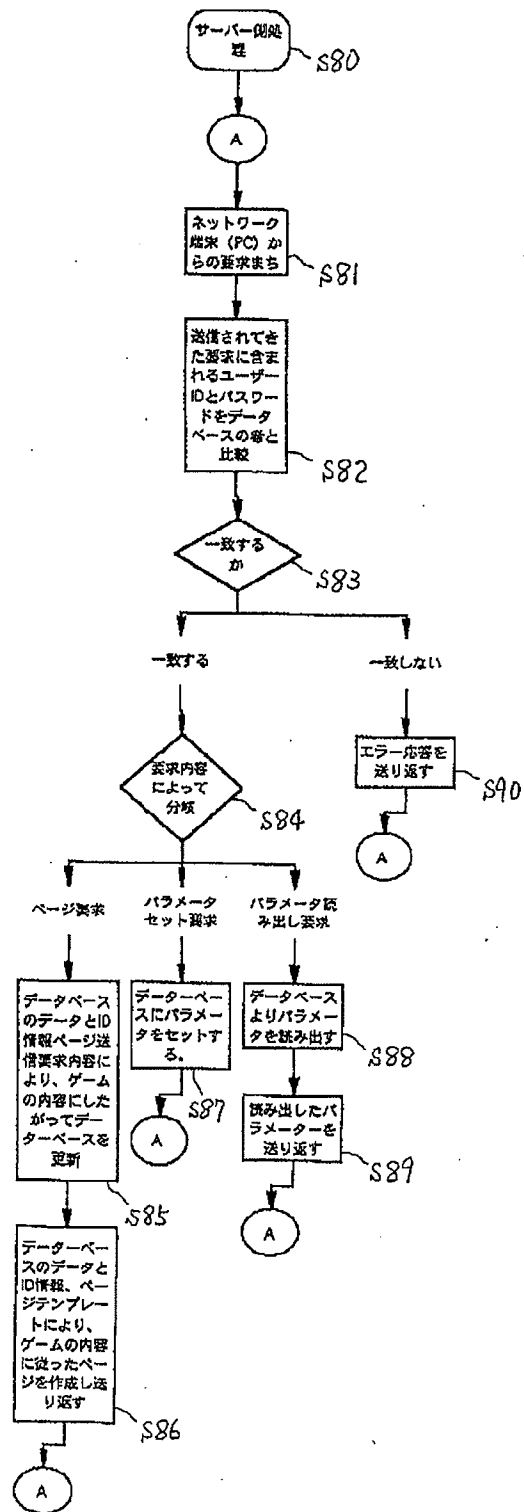 サーバー側処
理
S80
A
ネットワーク
端末(PC)か
らの要求まち
S81
送信されてき
た要求に含ま
れるユーザー
IDとパスワー
ドをデータ
ベースの
比較
S82
一致する
か
S83
一致する
一致しない
要求内容
によって
分岐
S84
エラー応答を
送り返す
S90
A
ページ要求
パラメータ
セット要求
パラメータ読
み出し要求
データベース
のデータとID
情報ページ送
信要求内容に
より、ゲーム
の内容にした
がってデー
ターベースを
更新
S85
データーベー
スにパラメー
タをセットす
る。
S87
A
データベース
よりパラメー
タを読み出す
S88
読み出したパ
ラメーターを
送り返す
S89
A
データーベー
スのデータと
ID情報、ペー
ジテンプレー
トにより、
ゲームの内容
に従ったペー
ジを作成し送
り返す
S86
A